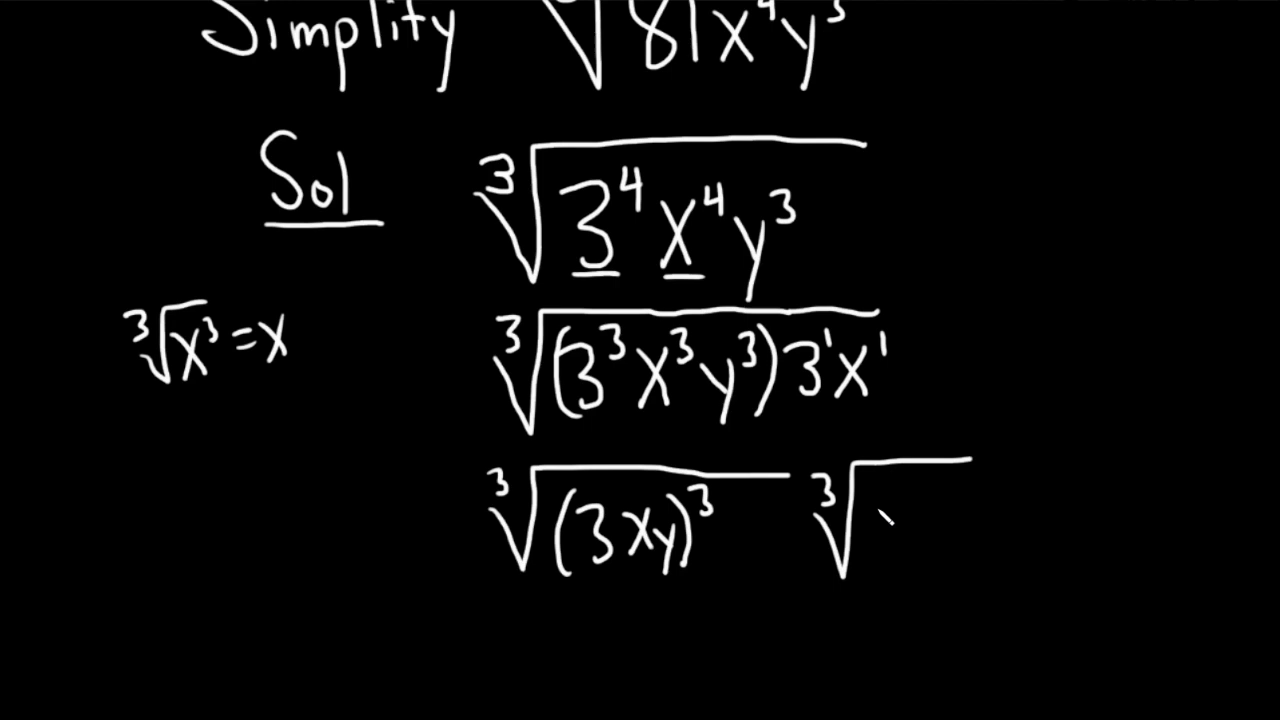 Simplify ∛81x⁴y³
Sol ∛3⁴x⁴y³
∛x³ = x ∛(3³x³y³)3¹x¹
∛(3xy)³ ∛